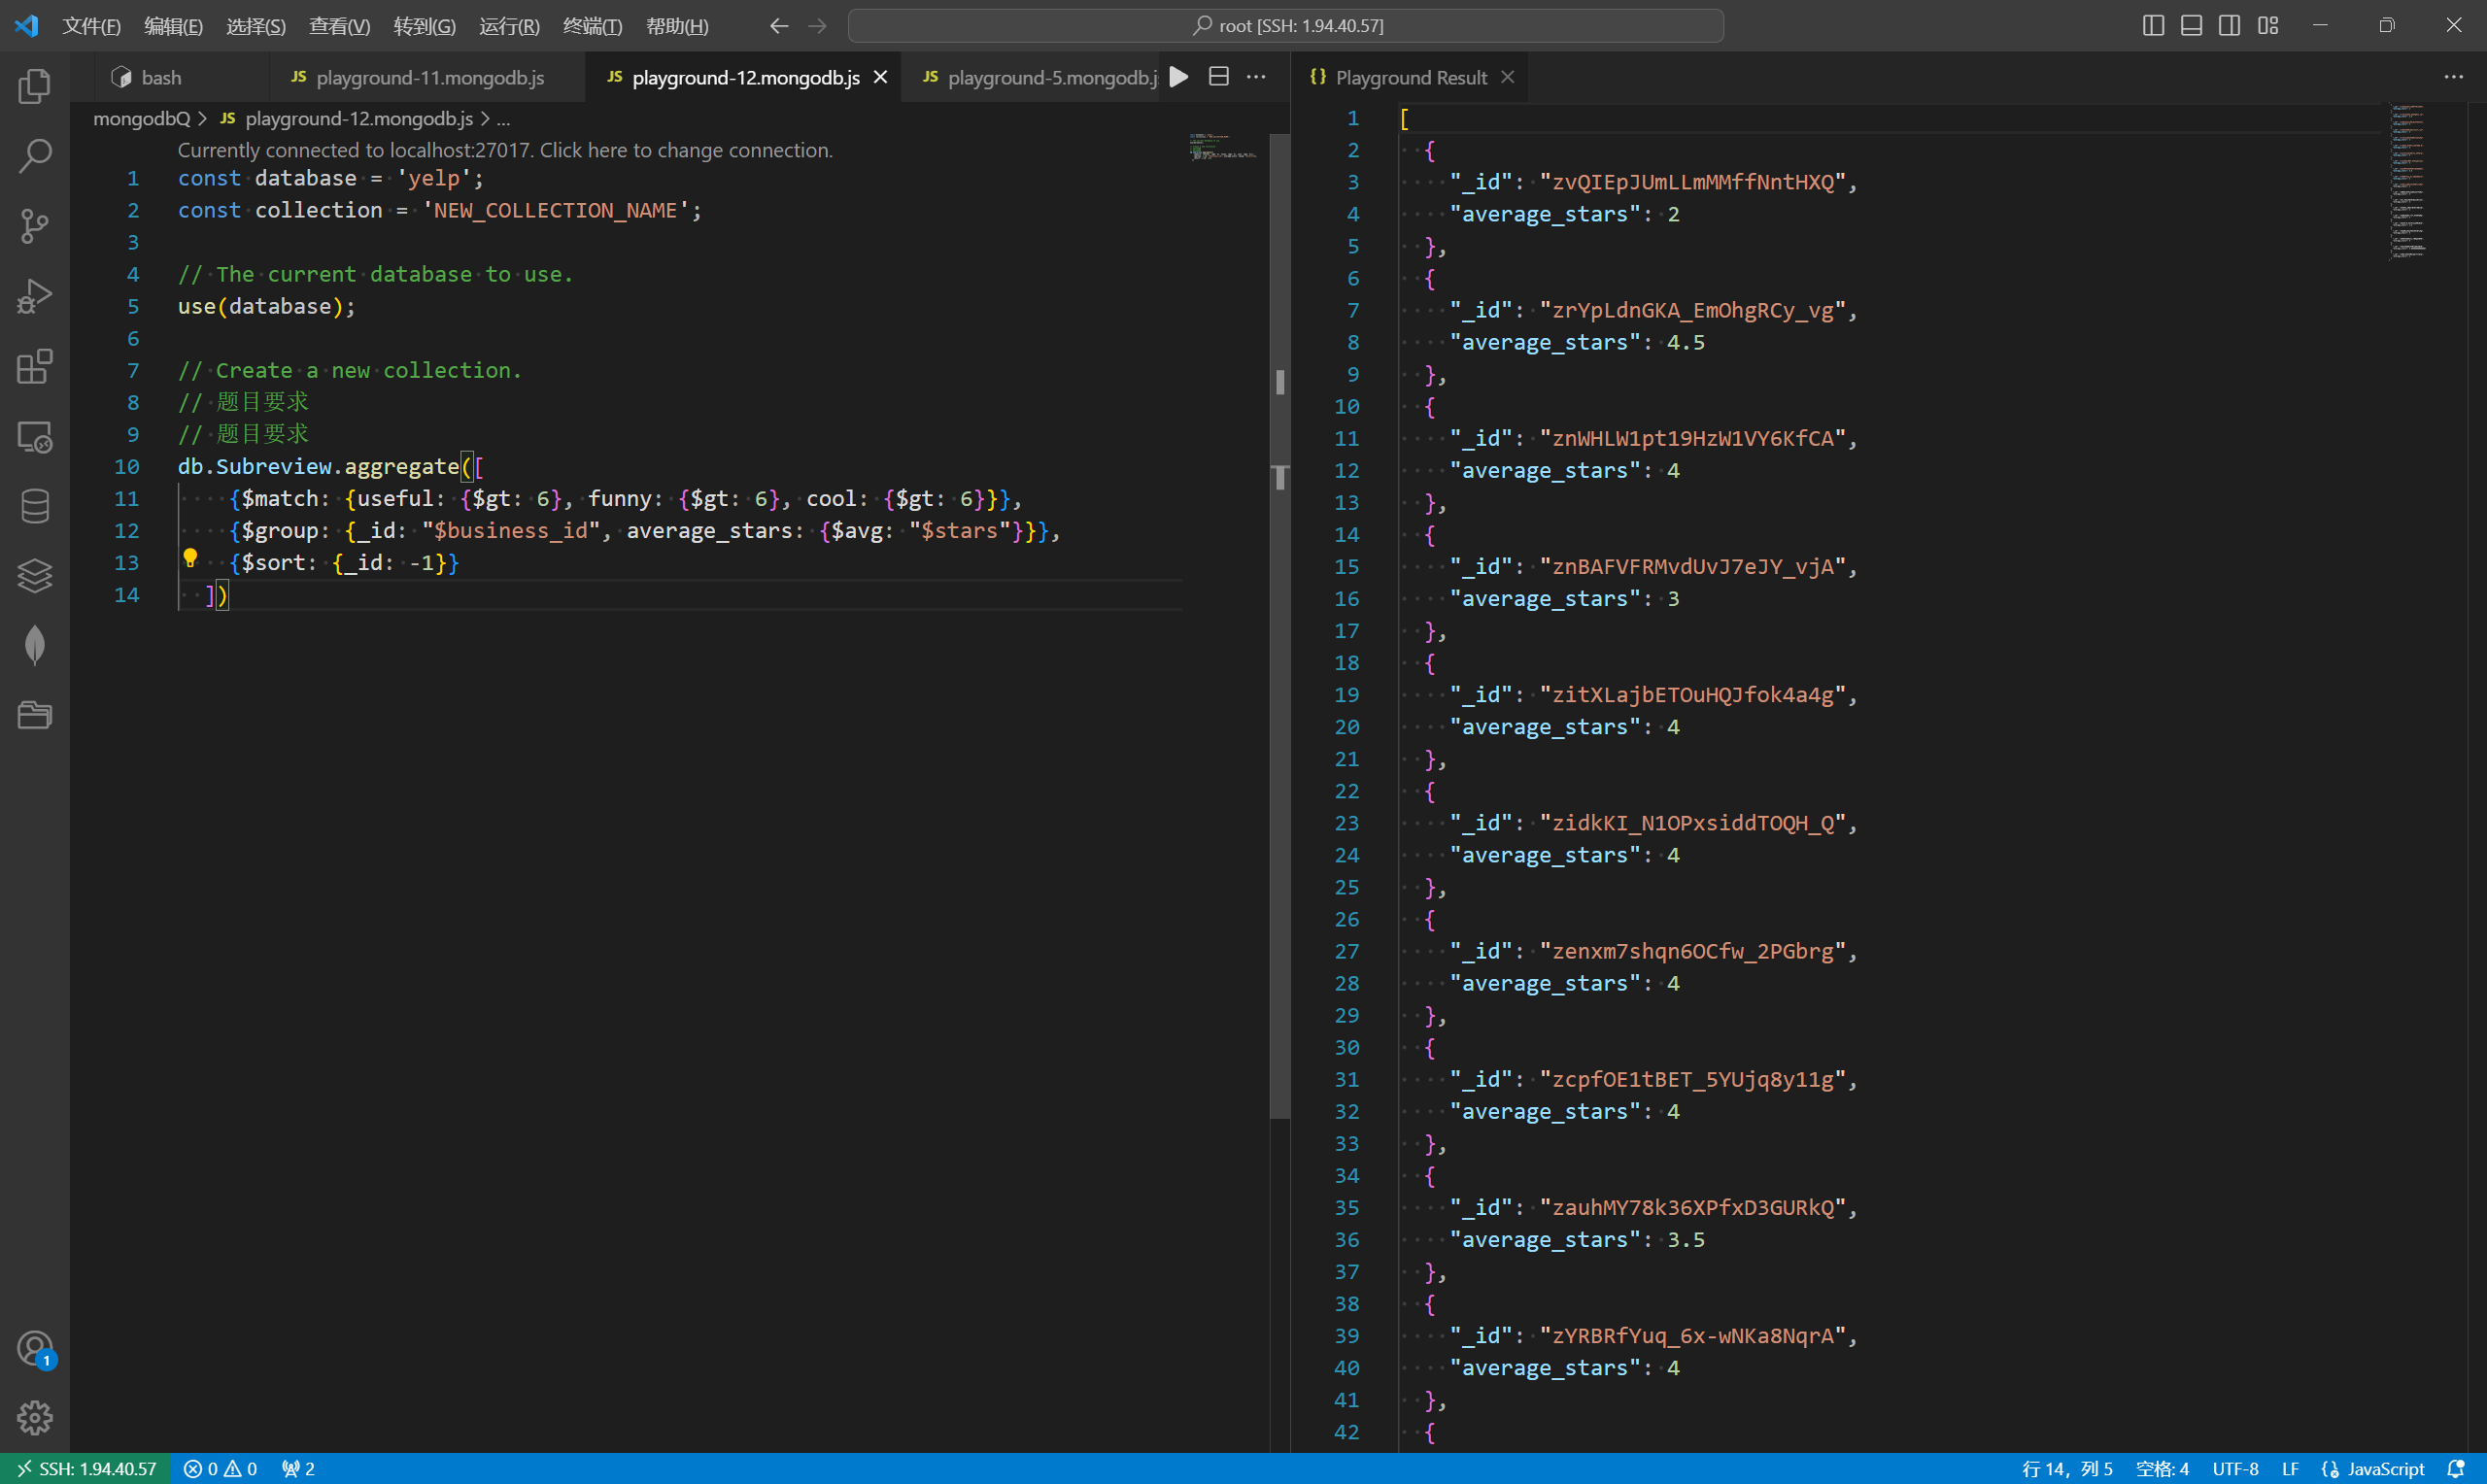 文件(F) 编辑(E) 选择(S) 查看(V) 转到(G) 运行(R) 终端(T) 帮助(H)
root [SSH: 1.94.40.57]
bash
JS playground-11.mongodb.js
JS playground-12.mongodb.js
JS playground-5.mongodb.j
mongodbQ > JS playground-12.mongodb.js > ...
Currently connected to localhost:27017. Click here to change connection.
1 const database = 'yelp';
2 const collection = 'NEW_COLLECTION_NAME';
3
4 // The current database to use.
5 use(database);
6
7 // Create a new collection.
8 // 题目要求
9 // 题目要求
10 db.Subreview.aggregate([
11 {$match: {useful: {$gt: 6}, funny: {$gt: 6}, cool: {$gt: 6}}},
12 {$group: {_id: "$business_id", average_stars: {$avg: "$stars"}}},
13 {$sort: {_id: -1}}
14 ])
{} Playground Result
1 [
2 {
3 "_id": "zvQIEpJUmLLmMMffNntHXQ",
4 "average_stars": 2
5 },
6 {
7 "_id": "zrYpLdnGKA_EmOhgRCy_vg",
8 "average_stars": 4.5
9 },
10 {
11 "_id": "znWHLW1pt19HzW1VY6KfCA",
12 "average_stars": 4
13 },
14 {
15 "_id": "znBAFVFRMvdUvJ7eJY_vjA",
16 "average_stars": 3
17 },
18 {
19 "_id": "zitXLajbETOuHQJfok4a4g",
20 "average_stars": 4
21 },
22 {
23 "_id": "zidkKI_N1OPxsiddTOQH_Q",
24 "average_stars": 4
25 },
26 {
27 "_id": "zenxm7shqn6OCfw_2PGbrg",
28 "average_stars": 4
29 },
30 {
31 "_id": "zcpfOE1tBET_5YUjq8y11g",
32 "average_stars": 4
33 },
34 {
35 "_id": "zauhMY78k36XPfxD3GURkQ",
36 "average_stars": 3.5
37 },
38 {
39 "_id": "zYRBRfYuq_6x-wNKa8NqrA",
40 "average_stars": 4
41 },
42 {
1
SSH: 1.94.40.57 0 0 2
行 14，列 5 空格: 4 UTF-8 LF {} JavaScript